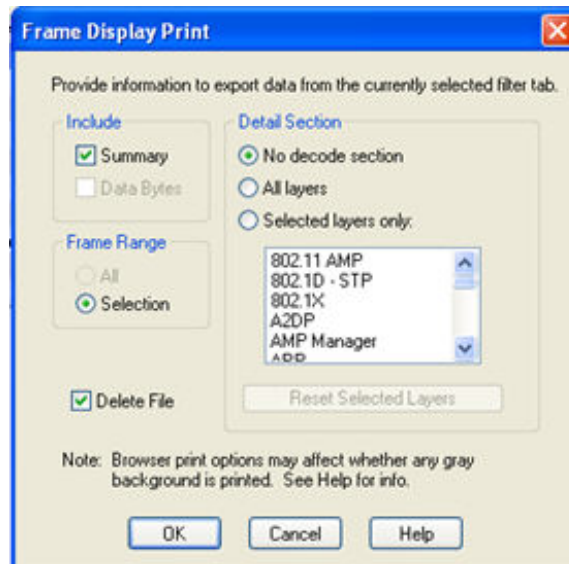 Frame Display Print
Provide information to export data from the currently selected filter tab.
Include
Summary
Data Bytes
Frame Range
All
Selection
Delete File
Detail Section
No decode section
All layers
Selected layers only:
802.11 AMP
802.1D - STP
802.1X
A2DP
AMP Manager
ARP
Reset Selected Layers
Note: Browser print options may affect whether any gray
background is printed. See Help for info.
OK
Cancel
Help